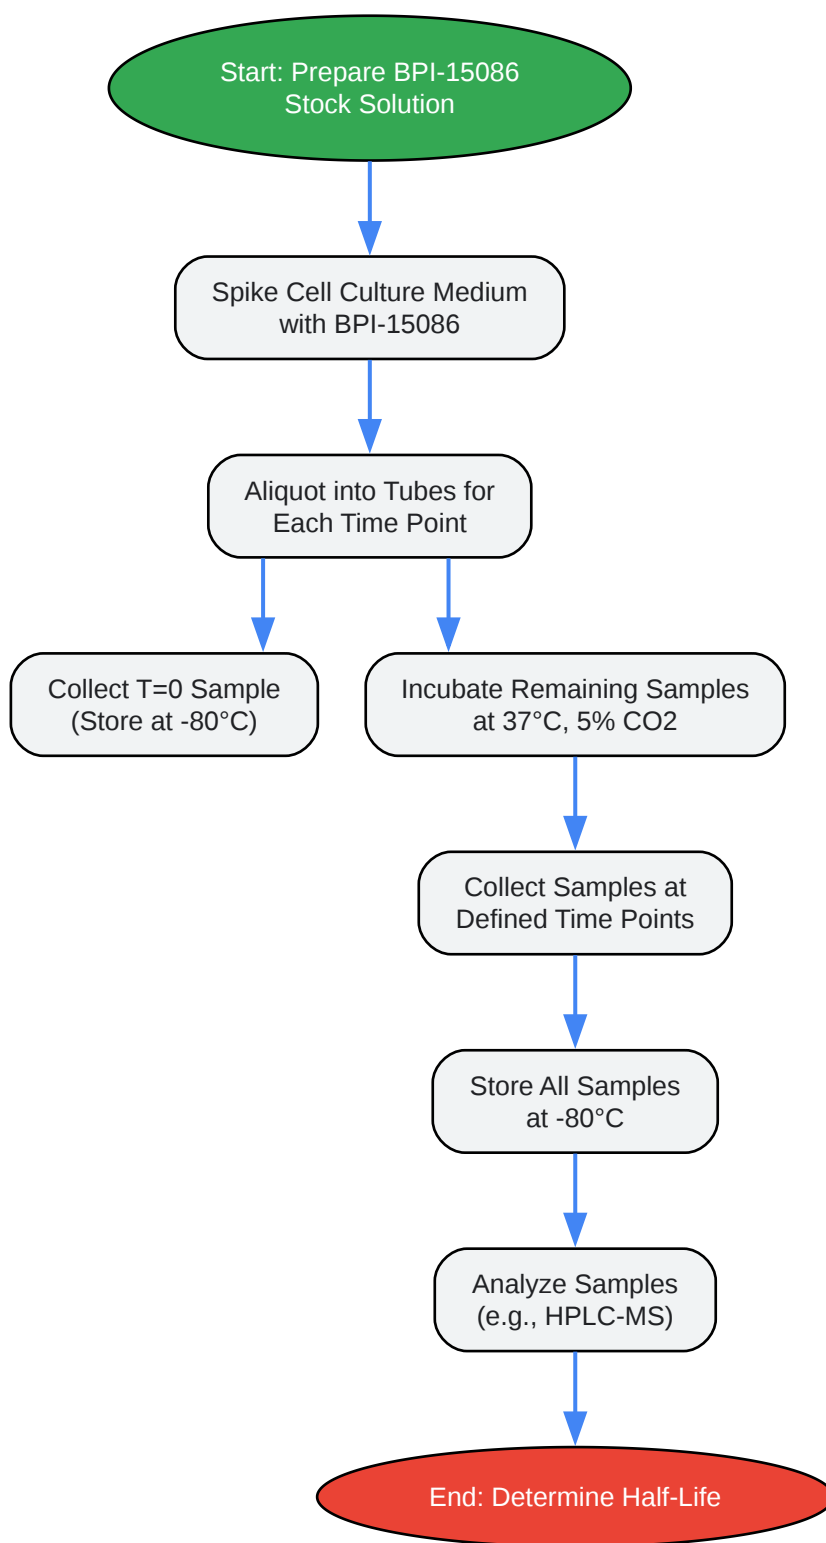 Start: Prepare BPI-15086
Stock Solution
Spike Cell Culture Medium
with BPI-15086
Aliquot into Tubes for
Each Time Point
Collect T=0 Sample
(Store at -80°C)
Incubate Remaining Samples
at 37°C, 5% CO2
Collect Samples at
Defined Time Points
Store All Samples
at -80°C
Analyze Samples
(e.g., HPLC-MS)
End: Determine Half-Life